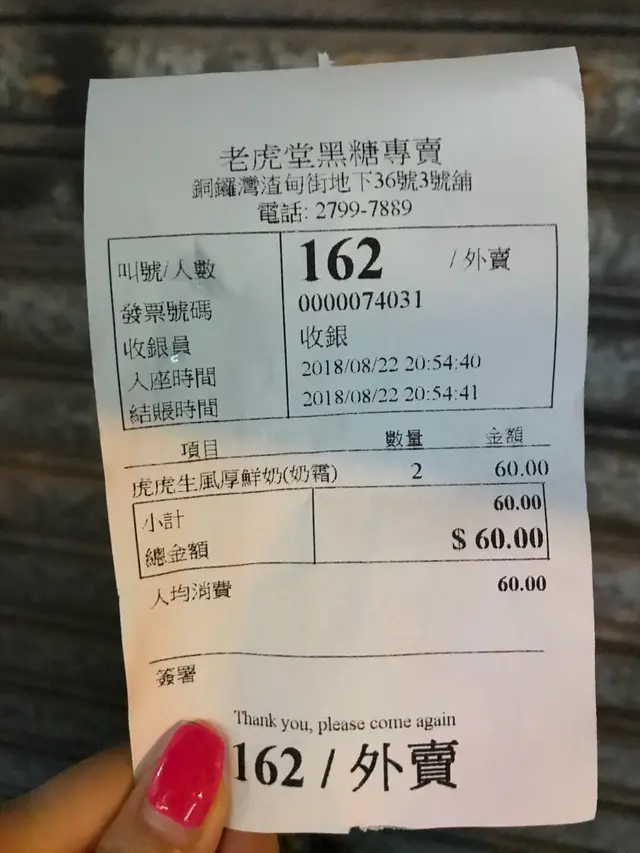 老虎堂黑糖專賣
銅鑼灣渣甸街地下36號3號舖
電話: 2799-7889
叫號/人數 162 /外賣
發票號碼 0000074031
收銀員 收銀
入座時間 2018/08/22 20:54:40
結賬時間 2018/08/22 20:54:41
項目 數量 金額
虎虎生風厚鮮奶(奶霜) 2 60.00
小計 60.00
總金額 $ 60.00
人均消費 60.00
簽署
Thank you, please come again
162 / 外賣